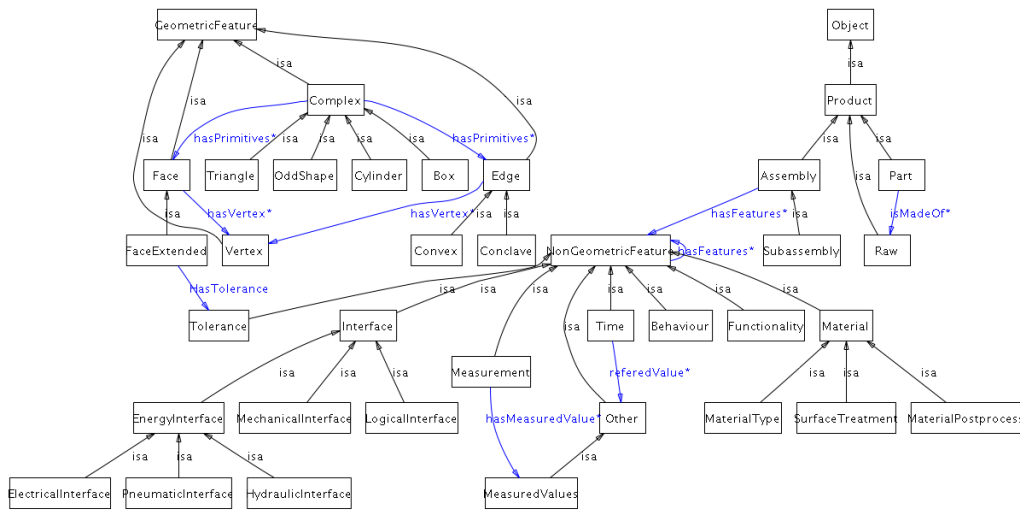 GeometricFeature
Object
isa
isa
Complex
isa
isa
Product
isa
hasPrimitives*
isa
isa
isa
isa
hasPrimitives*
isa
isa
Face
Triangle
OddShape
Cylinder
Box
Edge
Assembly
isa
Part
isa
hasVertex*
hasVertex*
isa
isa
hasFeatures*
isa
isMadeOf*
FaceExtended
Vertex
Convex
Conclave
NonGeometricFeature
hasFeatures*
Subassembly
Raw
HasTolerance
isa
isa
isa
isa
isa
isa
isa
Tolerance
Interface
isa
Time
Behaviour
Functionality
Material
isa
isa
isa
Measurement
referedValue*
isa
isa
isa
EnergyInterface
MechanicalInterface
LogicalInterface
hasMeasuredValue*
Other
MaterialType
SurfaceTreatment
MaterialPostprocess
isa
isa
isa
isa
ElectricalInterface
PneumaticInterface
HydraulicInterface
MeasuredValues